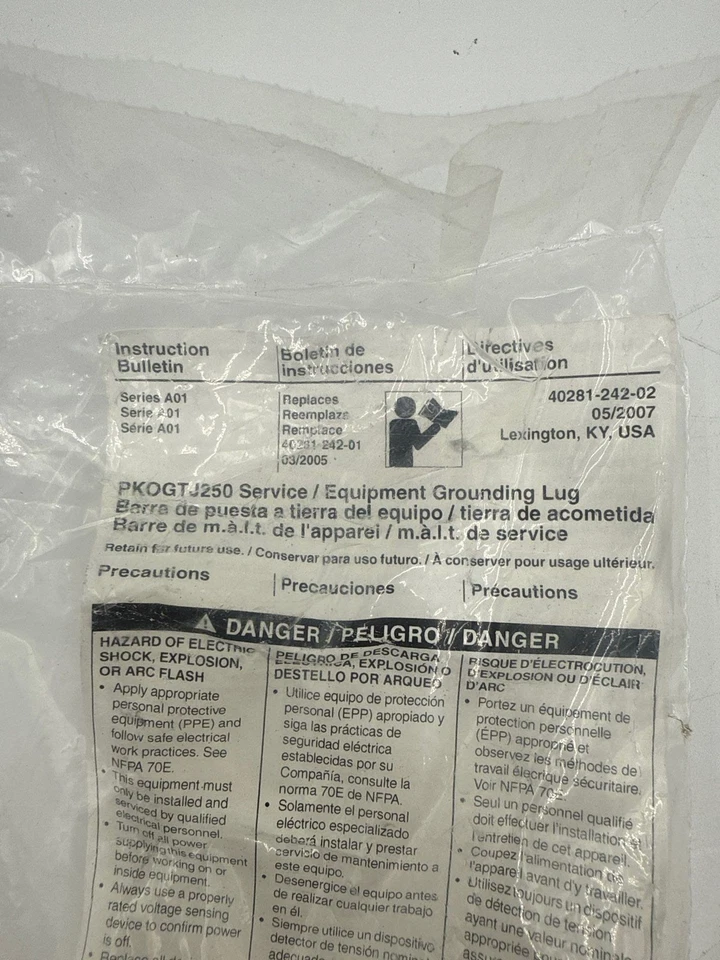 Instruction
Bulletin
Boletín de
instrucciones
Directives
d'utilisation
Series A01
Serie A01
Série A01
Replaces
Reemplaza
Remplace
40281-242-01
03/2005
40281-242-02
05/2007
Lexington, KY, USA
PKOGTJ250 Service / Equipment Grounding Lug
Barra de puesta a tierra del equipo / tierra de acometida
Barre de m.à.l.t. de l'appareil / m.à.l.t. de service
Retain for future use. / Conservar para uso futuro. / À conserver pour usage ultérieur.
Precautions
Precauciones
Précautions
DANGER / PELIGRO / DANGER
HAZARD OF ELECTRIC
SHOCK, EXPLOSION,
OR ARC FLASH
• Apply appropriate
personal protective
equipment (PPE) and
follow safe electrical
work practices. See
NFPA 70E.
• This equipment must
only be installed and
serviced by qualified
electrical personnel.
• Turn off all power
supplying this equipment
before working on or
inside equipment.
• Always use a properly
rated voltage sensing
device to confirm power
is off.
PELIGRO DE DESCARGA
ELÉCTRICA, EXPLOSIÓN O
DESTELLO POR ARQUEO
• Utilice equipo de protección
personal (EPP) apropiado y
siga las prácticas de
seguridad eléctrica
establecidas por su
Compañía, consulte la
norma 70E de NFPA.
• Solamente el personal
eléctrico especializado
deberá instalar y prestar
servicio de mantenimiento a
este equipo.
• Desenergice el equipo antes
de realizar cualquier trabajo
en él.
• Siempre utilice un dispositivo
detector de tensión
RISQUE D'ÉLECTROCUTION,
D'EXPLOSION OU D'ÉCLAIR
D'ARC
• Portez un équipement de
protection personnelle
(ÉPP) approprié et
observez les méthodes de
travail électrique sécuritaire.
Voir NFPA 70E.
• Seul un personnel qualifié
doit effectuer l'installation et
l'entretien de cet appareil.
• Coupez l'alimentation de
l'appareil avant d'y travailler.
• Utilisez toujours un dispositif
de détection de tension
ayant une valeur nominale
appropriée